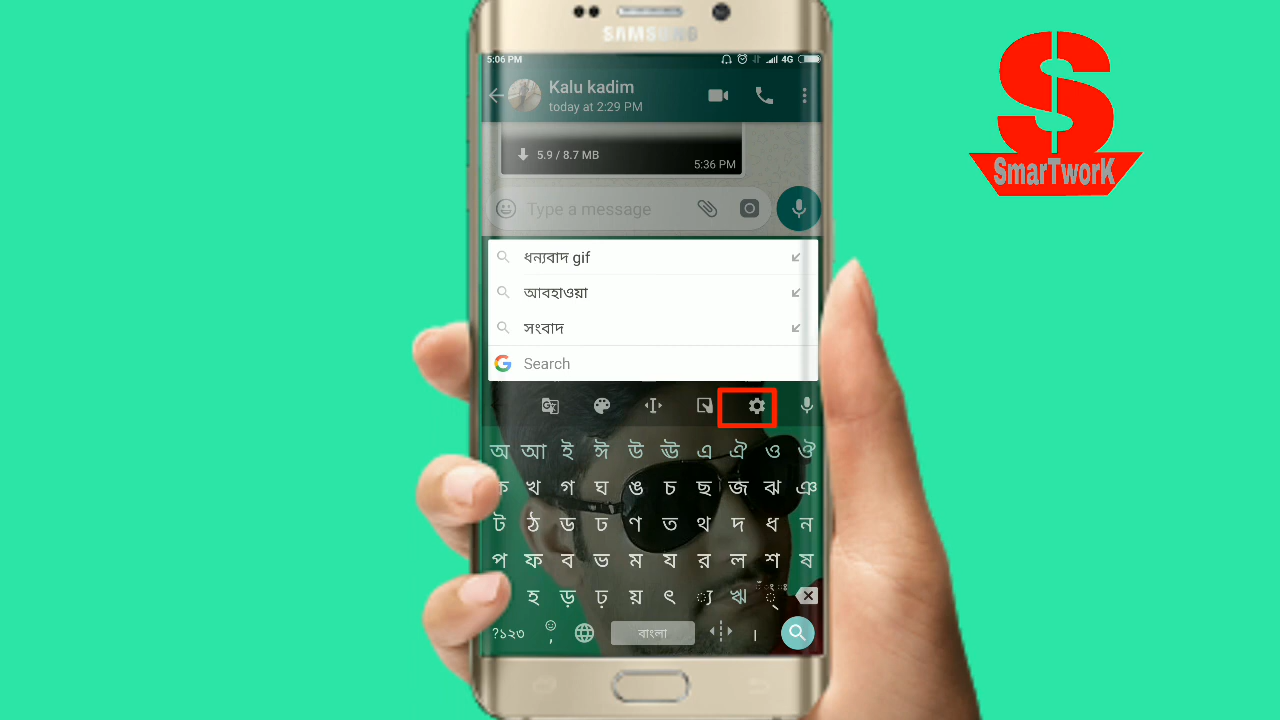 SAMSUNG
5:06 PM
4G
Kalu kadim
today at 2:29 PM
5.9 / 8.7 MB
5:36 PM
Type a message
ধন্যবাদ gif
আবহাওয়া
সংবাদ
G Search
অ আ ই ঈ উ ঊ এ ঐ ও ঔ
ক খ গ ঘ ঙ চ ছ জ ঝ ঞ
ট ঠ ড ঢ ণ ত থ দ ধ ন
প ফ ব ভ ম য র ল শ ষ
হ ড় ঢ় য় ৎ ্য ঋ ্ ঁ ং ঃ
?১২৩ , বাংলা ।
S
SmarTworK